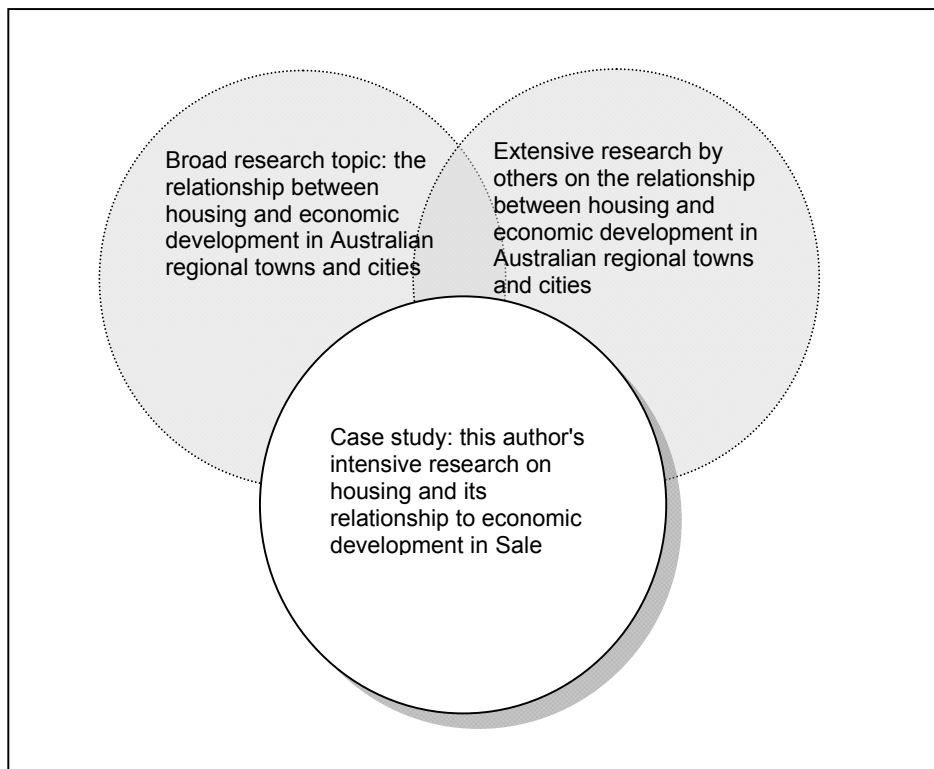 Broad research topic: the
relationship between
housing and economic
development in Australian
regional towns and cities
Extensive research by
others on the relationship
between housing and
economic development in
Australian regional towns
and cities
Case study: this author's
intensive research on
housing and its
relationship to economic
development in Sale